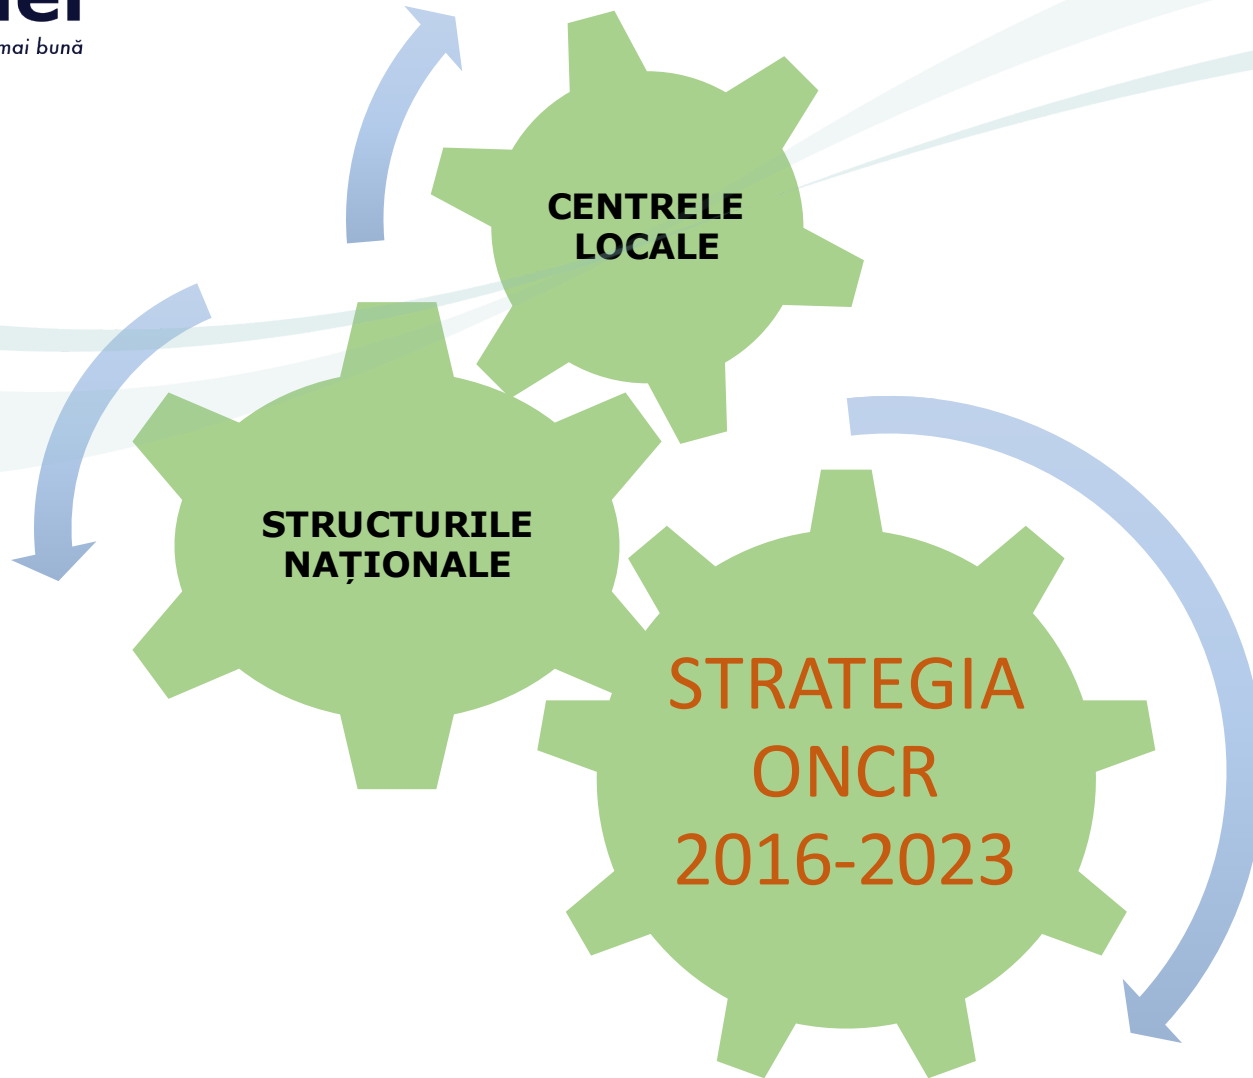 mai bună
CENTRELE
LOCALE
STRUCTURILE
NAȚIONALE
STRATEGIA
ONCR
2016-2023